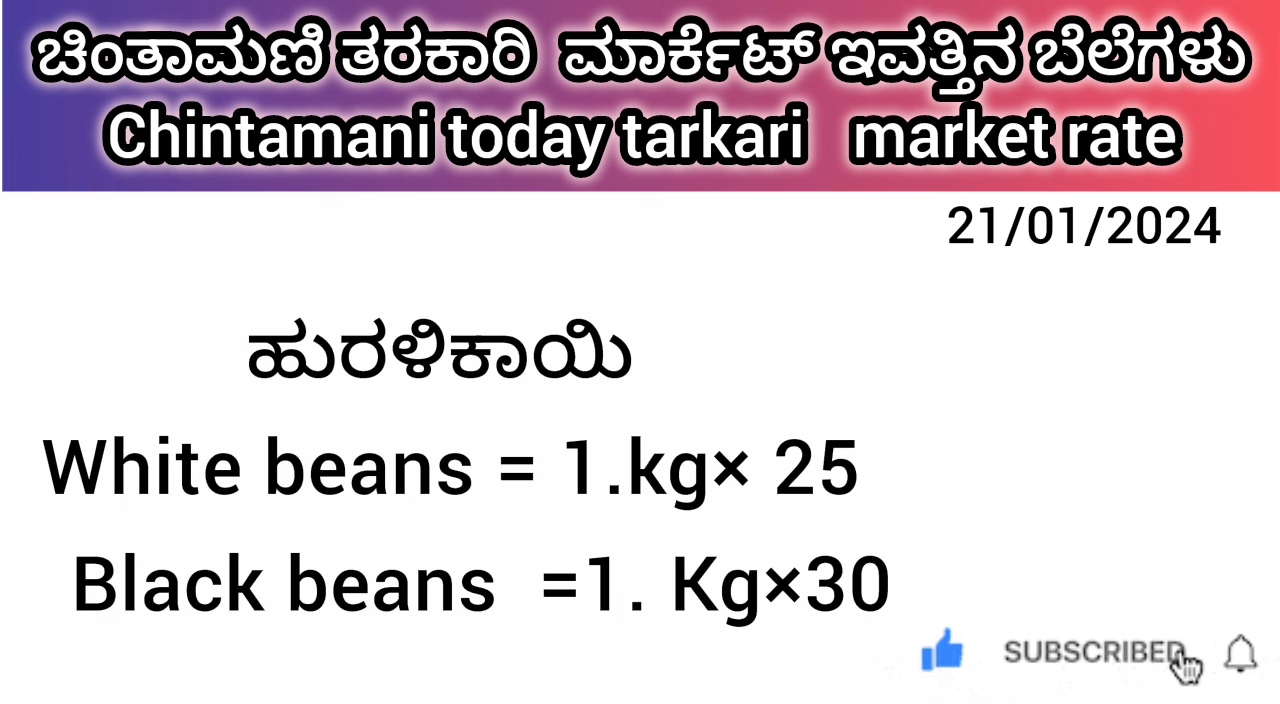 ಚಿಂತಾಮಣಿ ತರಕಾರಿ ಮಾರ್ಕೆಟ್ ಇವತ್ತಿನ ಬೆಲೆಗಳು
Chintamani today tarkari market rate
21/01/2024
ಹುರಳಿಕಾಯಿ
White beans = 1.kg× 25
Black beans =1. Kg×30
SUBSCRIBED